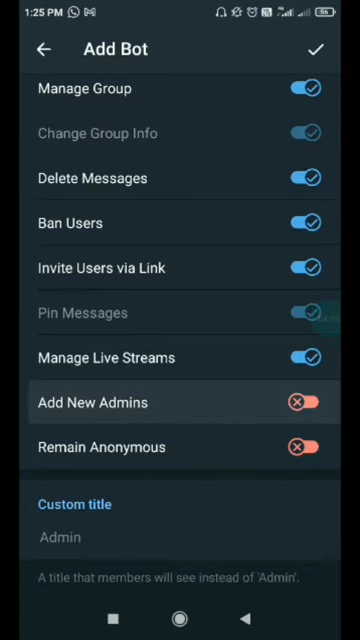 1:25 PM
56
Add Bot
Manage Group
Change Group Info
Delete Messages
Ban Users
Invite Users via Link
Pin Messages
Manage Live Streams
Add New Admins
Remain Anonymous
Custom title
Admin
A title that members will see instead of 'Admin'.